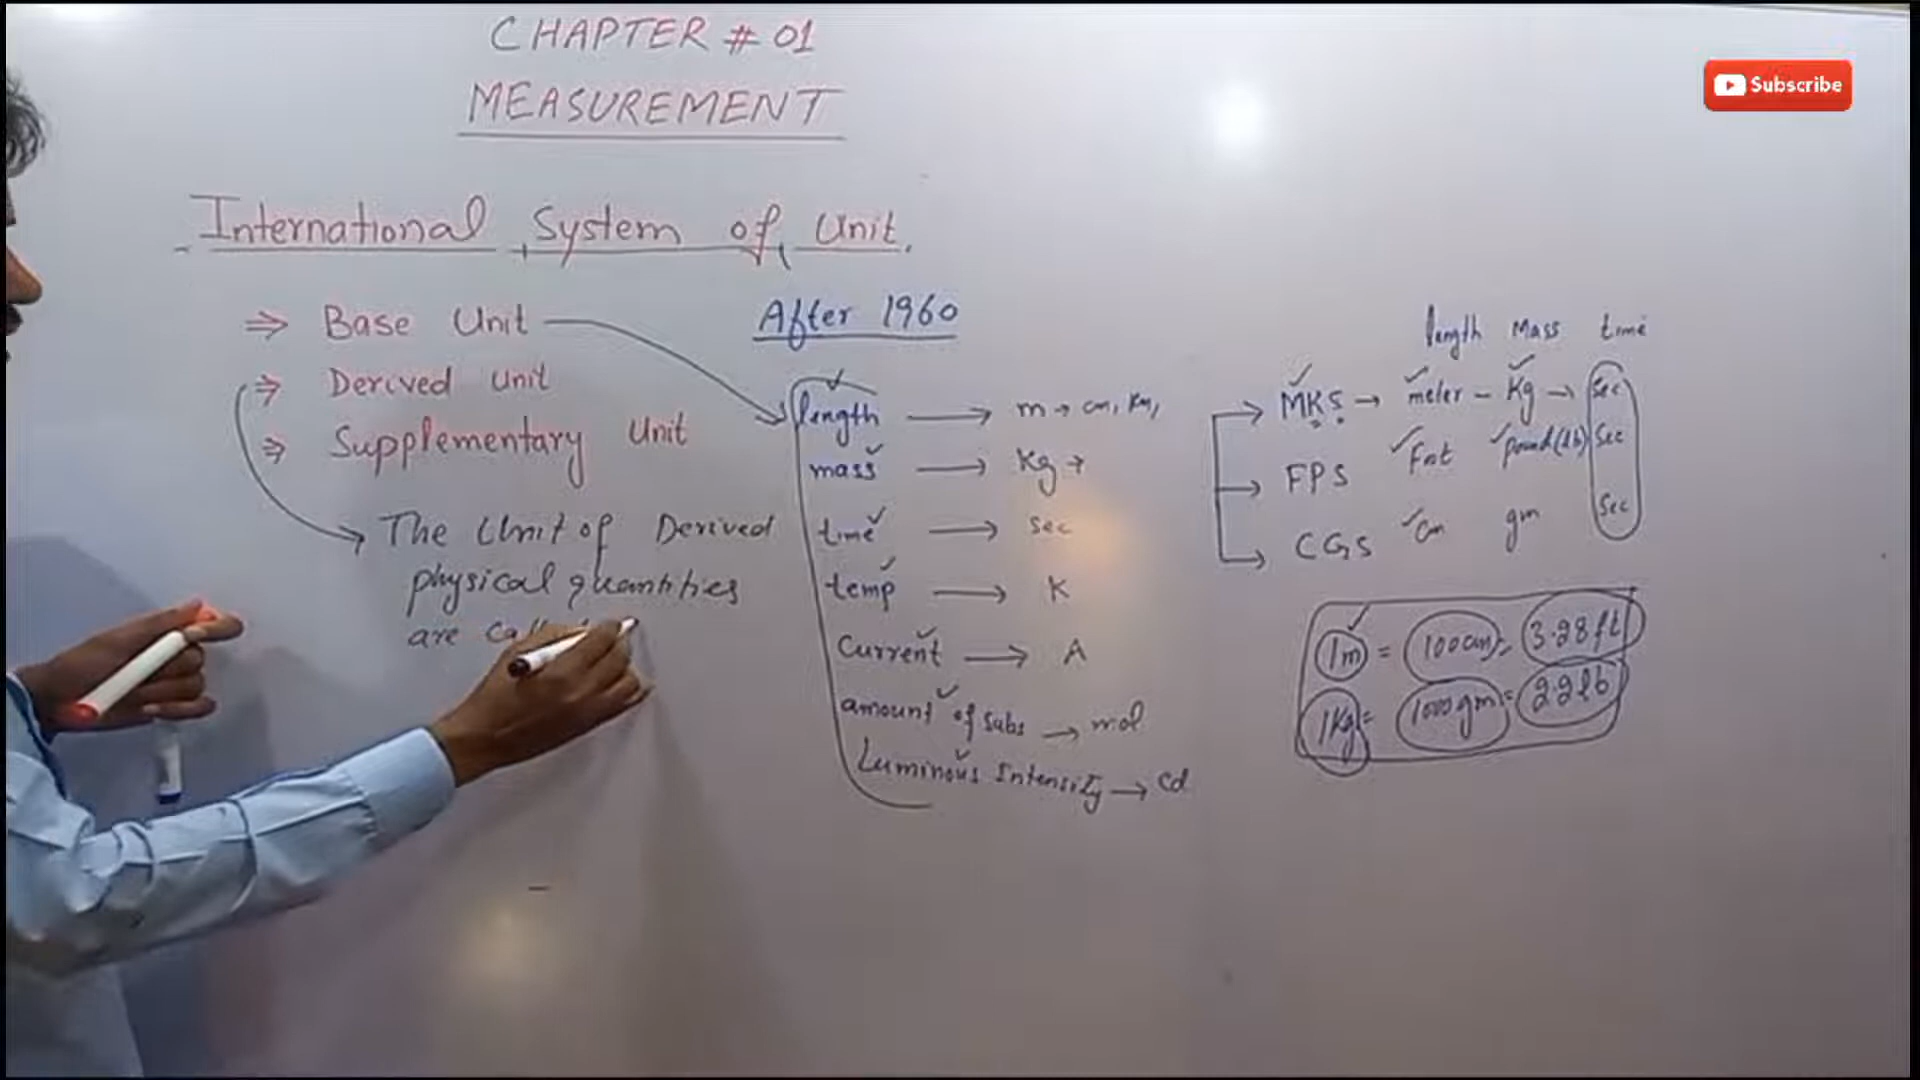 CHAPTER # 01
MEASUREMENT
Subscribe
International System of Unit.
⇒ Base Unit
⇒ Derived Unit
⇒ Supplementary Unit
→ The Unit of Derived
physical quantities
are
After 1960
length → m → cm, Km,
mass → Kg →
time → sec
temp → K
Current → A
amount of subs → mol
Luminous Intensity → cd
length Mass time
MKS → meter - Kg → Sec
FPS Foot pound(lb) Sec
CGS Cm gm Sec
1m = 100cm = 3.28ft
1Kg = 1000gm = 2.2lb